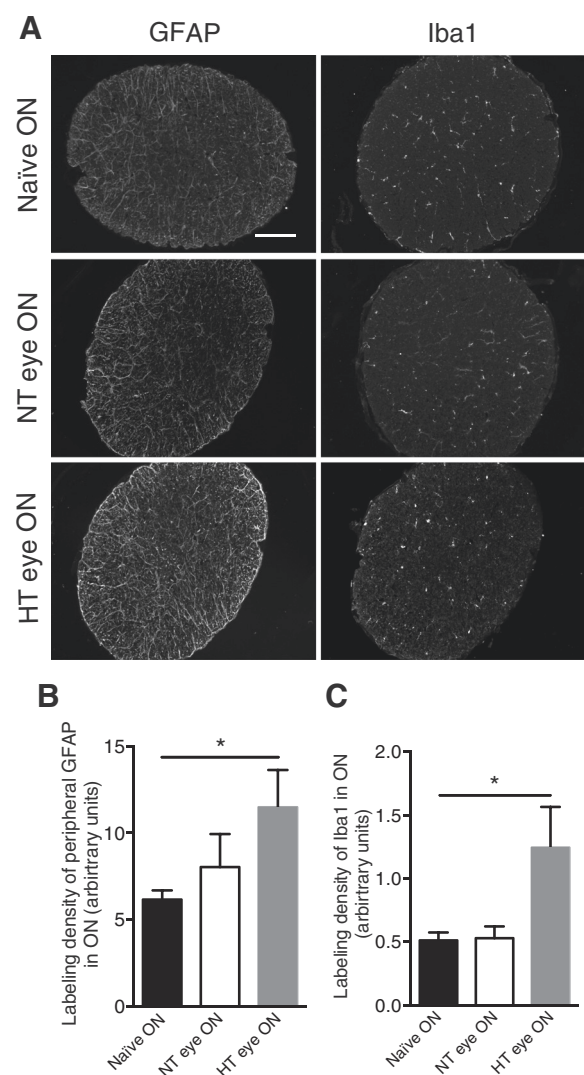 A
GFAP
Iba1
Naïve ON
NT eye ON
HT eye ON
B
Labeling density of peripheral GFAP
in ON (arbirtrary units)
15
10
5
0
*
Naïve ON
NT eye ON
HT eye ON
C
Labeling density of Iba1 in ON
(arbirtrary units)
2.0
1.5
1.0
0.5
0.0
*
Naïve ON
NT eye ON
HT eye ON